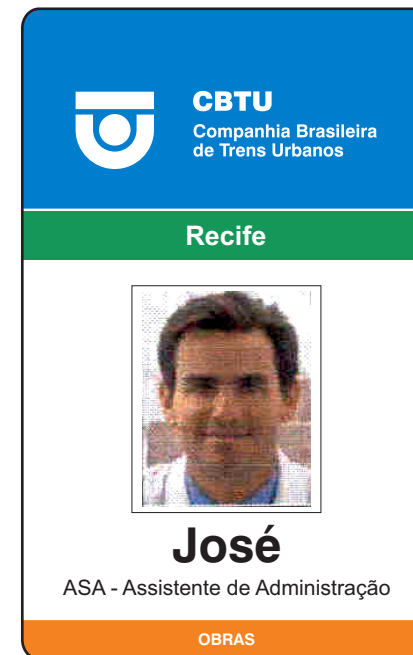 CBTU
Companhia Brasileira
de Trens Urbanos
Recife
José
ASA - Assistente de Administração
OBRAS